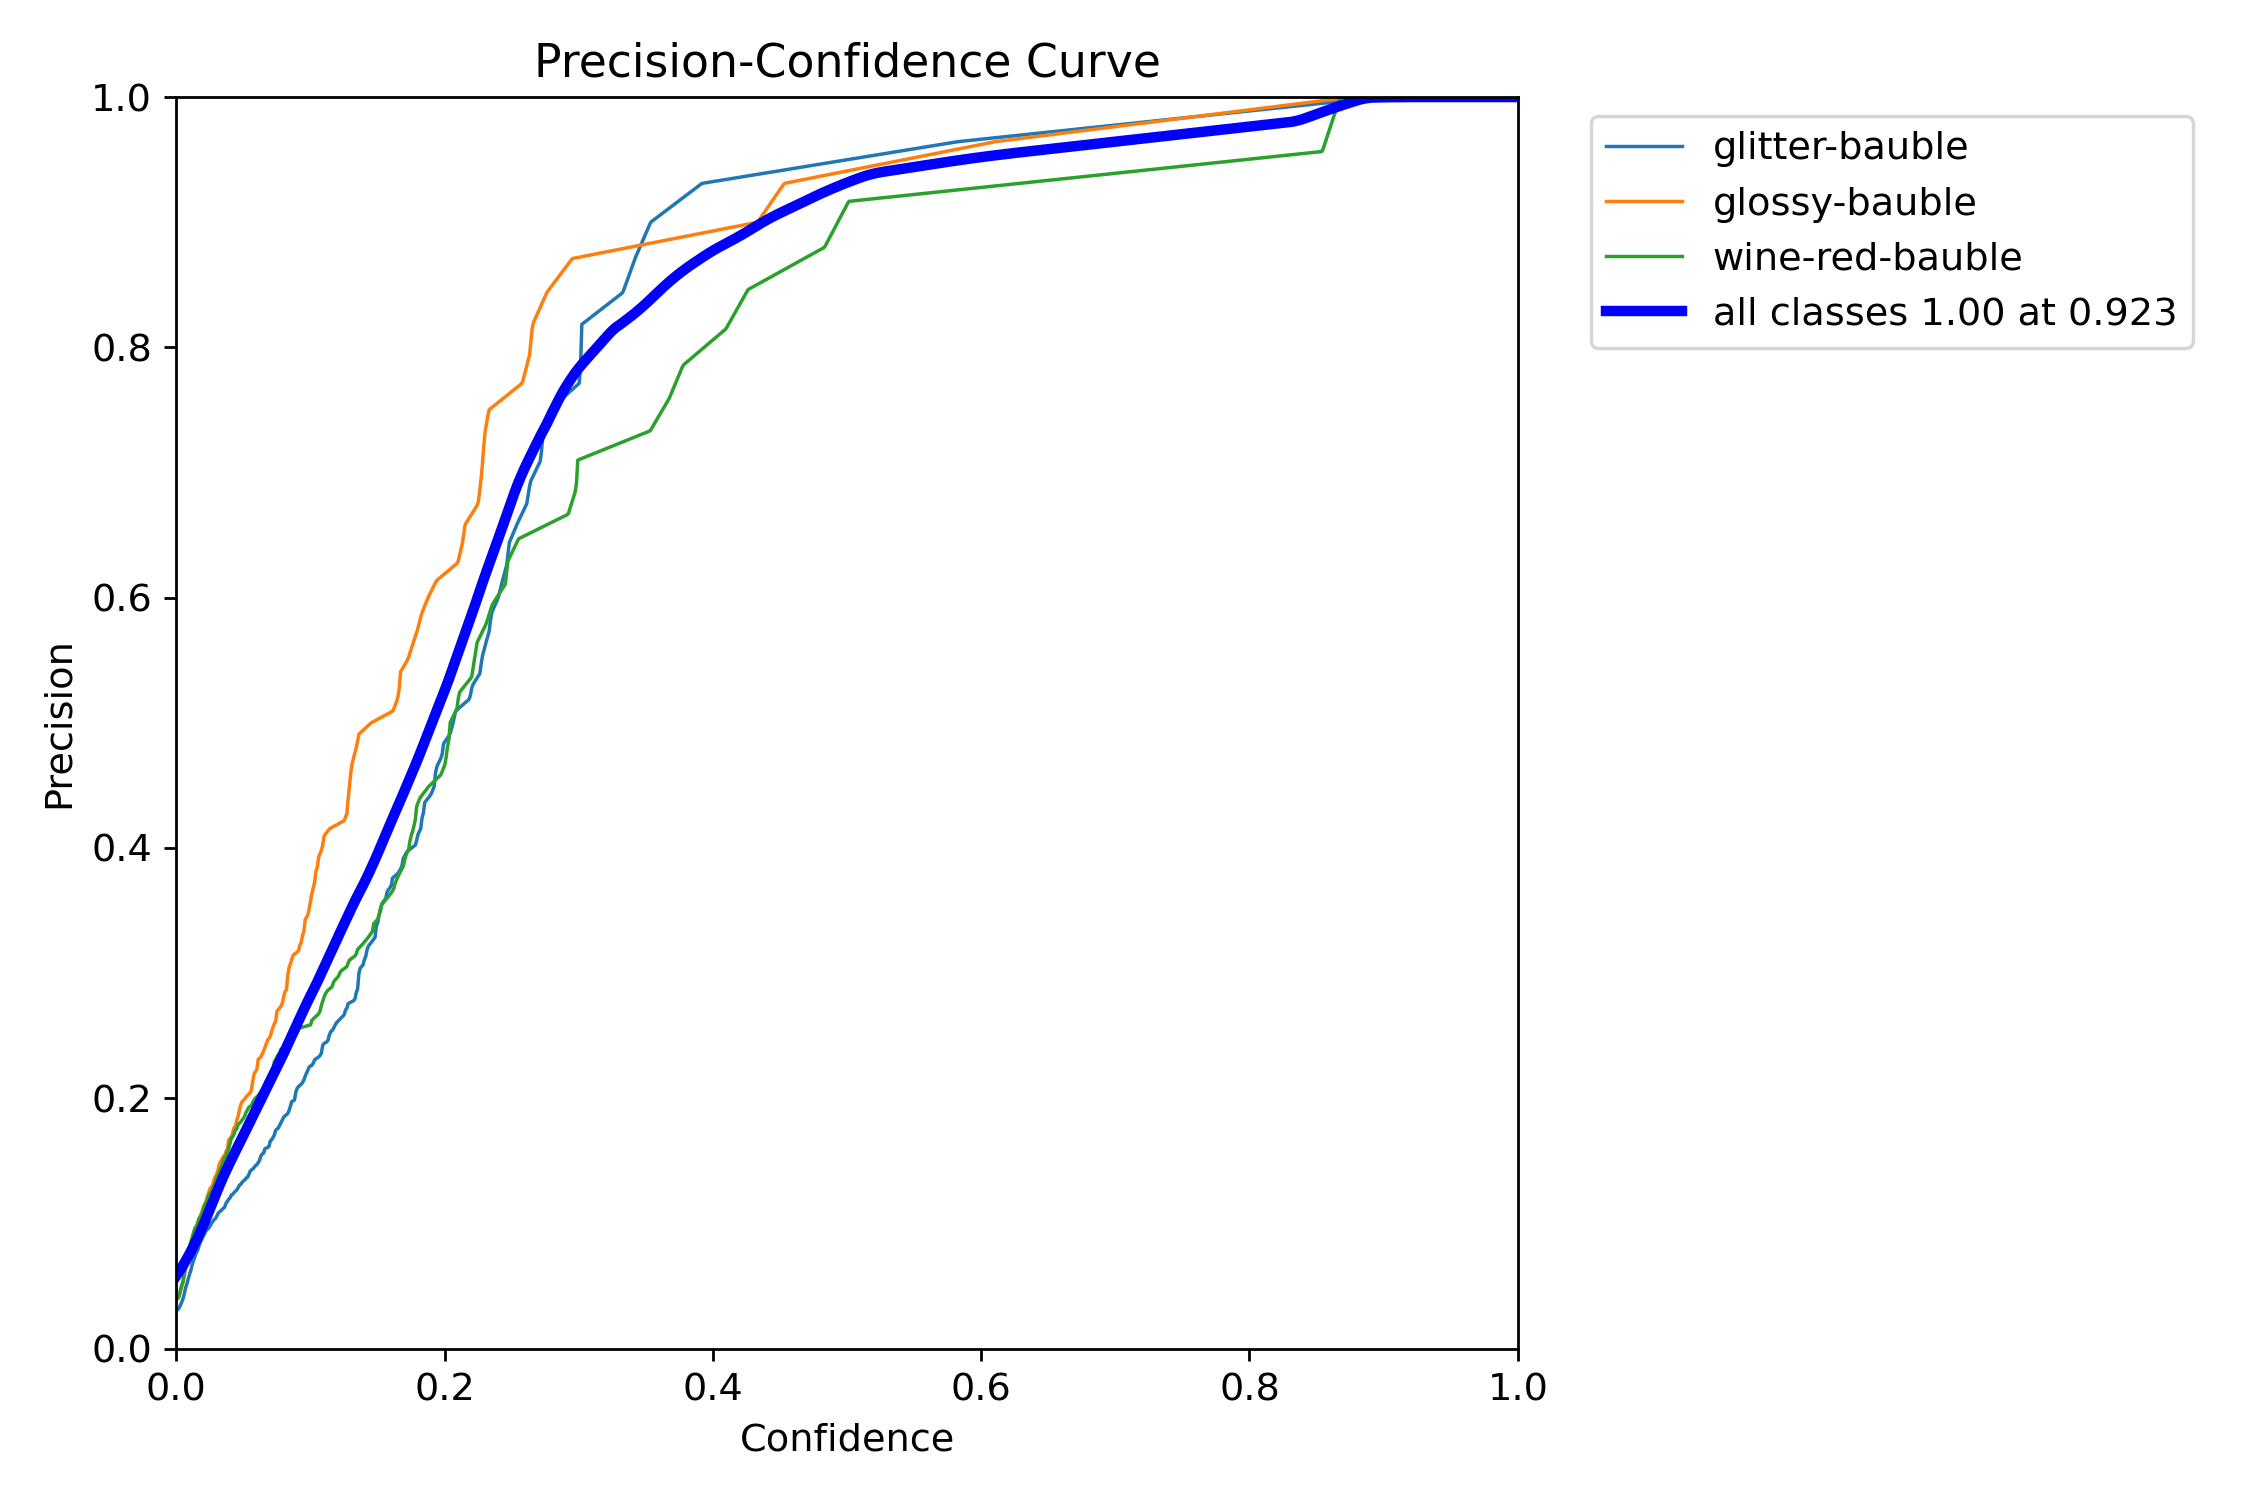 Precision-Confidence Curve
1.0
0.8
0.6
0.4
0.2
0.0
Precision
0.0 0.2 0.4 0.6 0.8 1.0
Confidence
glitter-bauble
glossy-bauble
wine-red-bauble
all classes 1.00 at 0.923